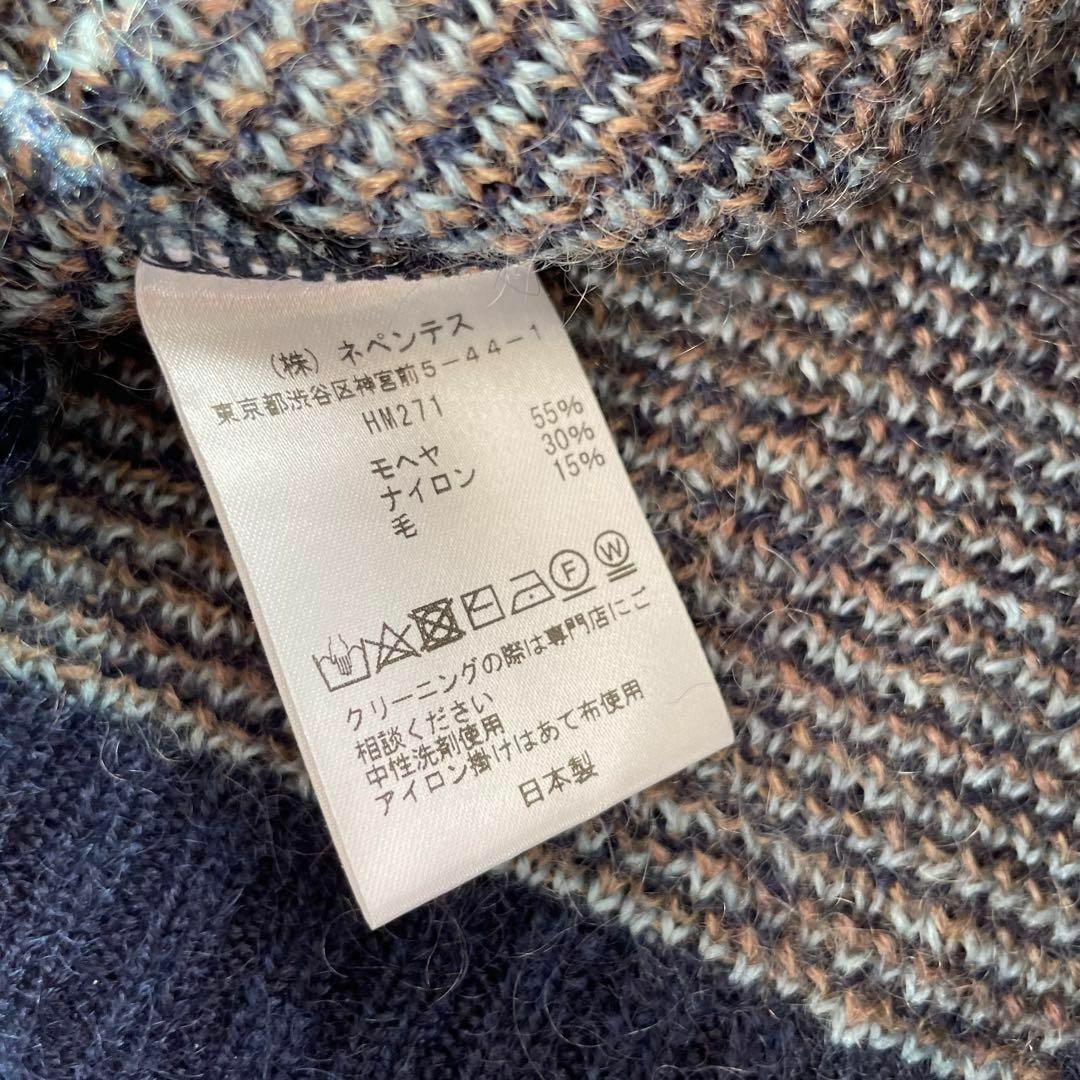 (株) ネペンテス
東京都渋谷区神宮前5-44-1
HM271
モヘヤ 55%
ナイロン 30%
毛 15%
F W
クリーニングの際は専門店にご
相談ください
中性洗剤使用
アイロン掛けはあて布使用
日本製